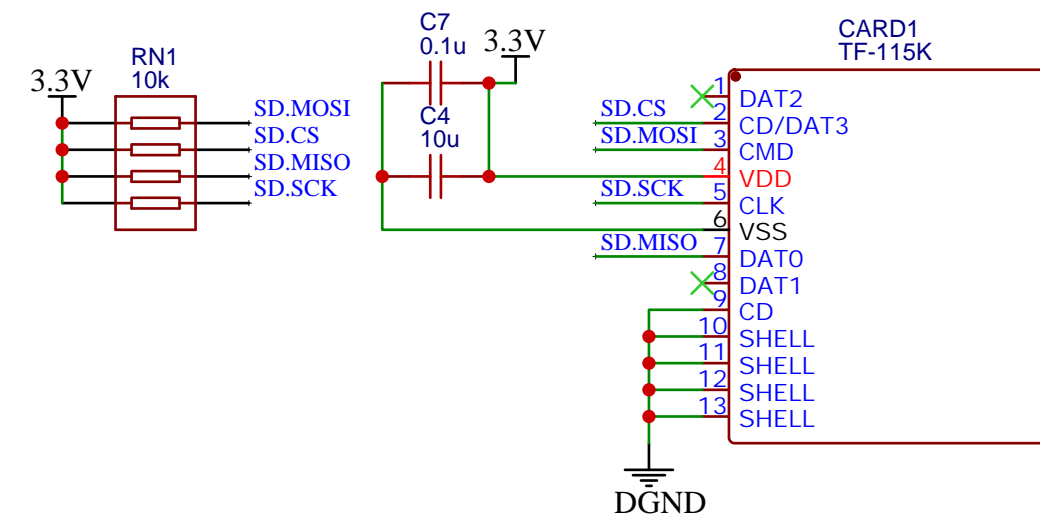 3.3V
RN1
10k
SD.MOSI
SD.CS
SD.MISO
SD.SCK
C7
0.1u
3.3V
C4
10u
CARD1
TF-115K
SD.CS
SD.MOSI
SD.SCK
SD.MISO
1 DAT2
2 CD/DAT3
3 CMD
4 VDD
5 CLK
6 VSS
7 DAT0
8 DAT1
9 CD
10 SHELL
11 SHELL
12 SHELL
13 SHELL
DGND